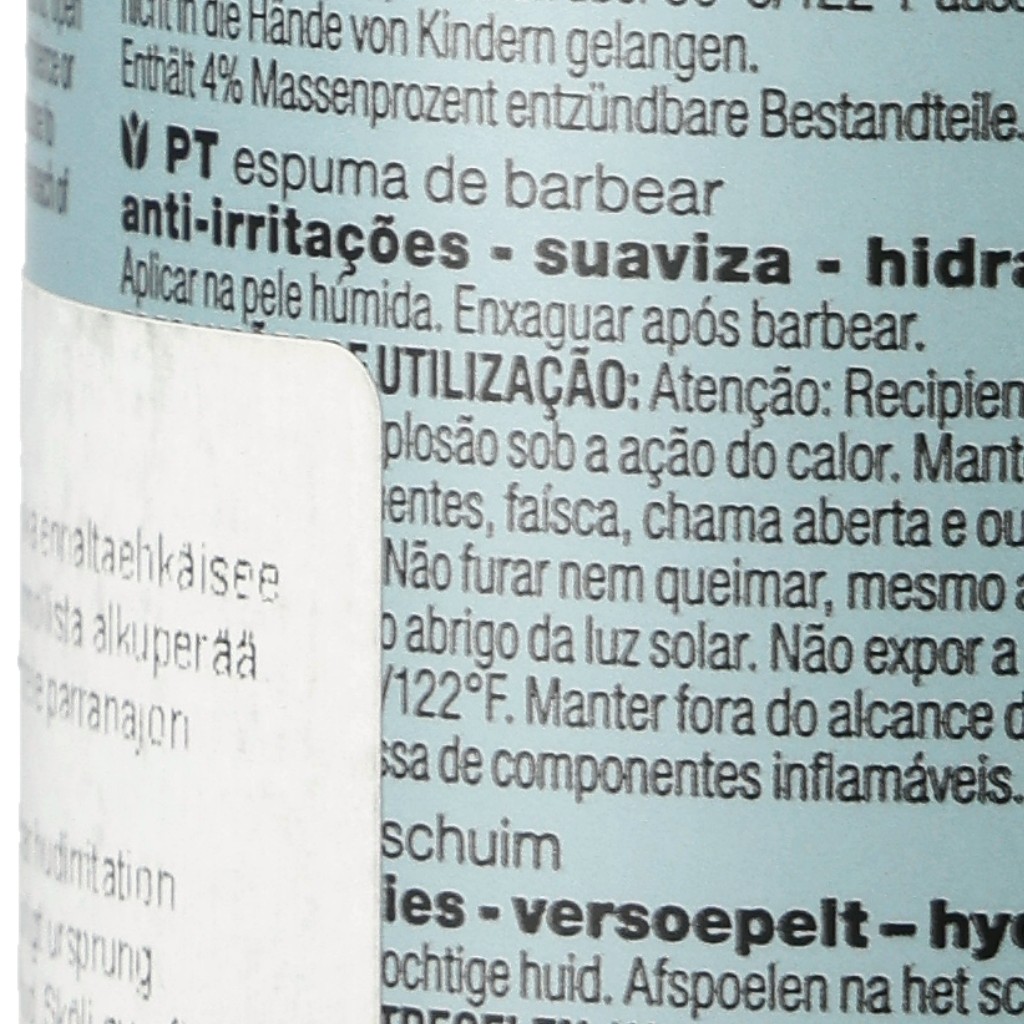 nicht in die Hände von Kindern gelangen.
Enthält 4% Massenprozent entzündbare Bestandteile.
PT espuma de barbear
anti-irritações - suaviza - hidra
Aplicar na pele húmida. Enxaguar após barbear.
UTILIZAÇÃO: Atenção: Recipien
plosão sob a ação do calor. Mant
entes, faísca, chama aberta e ou
Não furar nem queimar, mesmo a
o abrigo da luz solar. Não expor a
/122°F. Manter fora do alcance d
ssa de componentes inflamáveis.
schuim
ies - versoepelt – hyd
ochtige huid. Afspoelen na het sc
ennaltaehkäisee
alkuperää
parranajon
hudirritation
ursprung